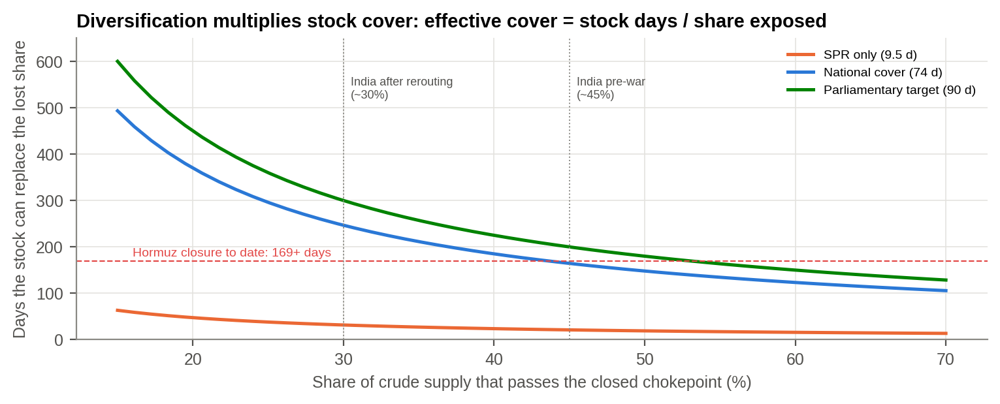 Diversification multiplies stock cover: effective cover = stock days / share exposed
Days the stock can replace the lost share
600
500
400
300
200
100
0
SPR only (9.5 d)
National cover (74 d)
Parliamentary target (90 d)
India after rerouting
(~30%)
India pre-war
(~45%)
Hormuz closure to date: 169+ days
20
30
40
50
60
70
Share of crude supply that passes the closed chokepoint (%)